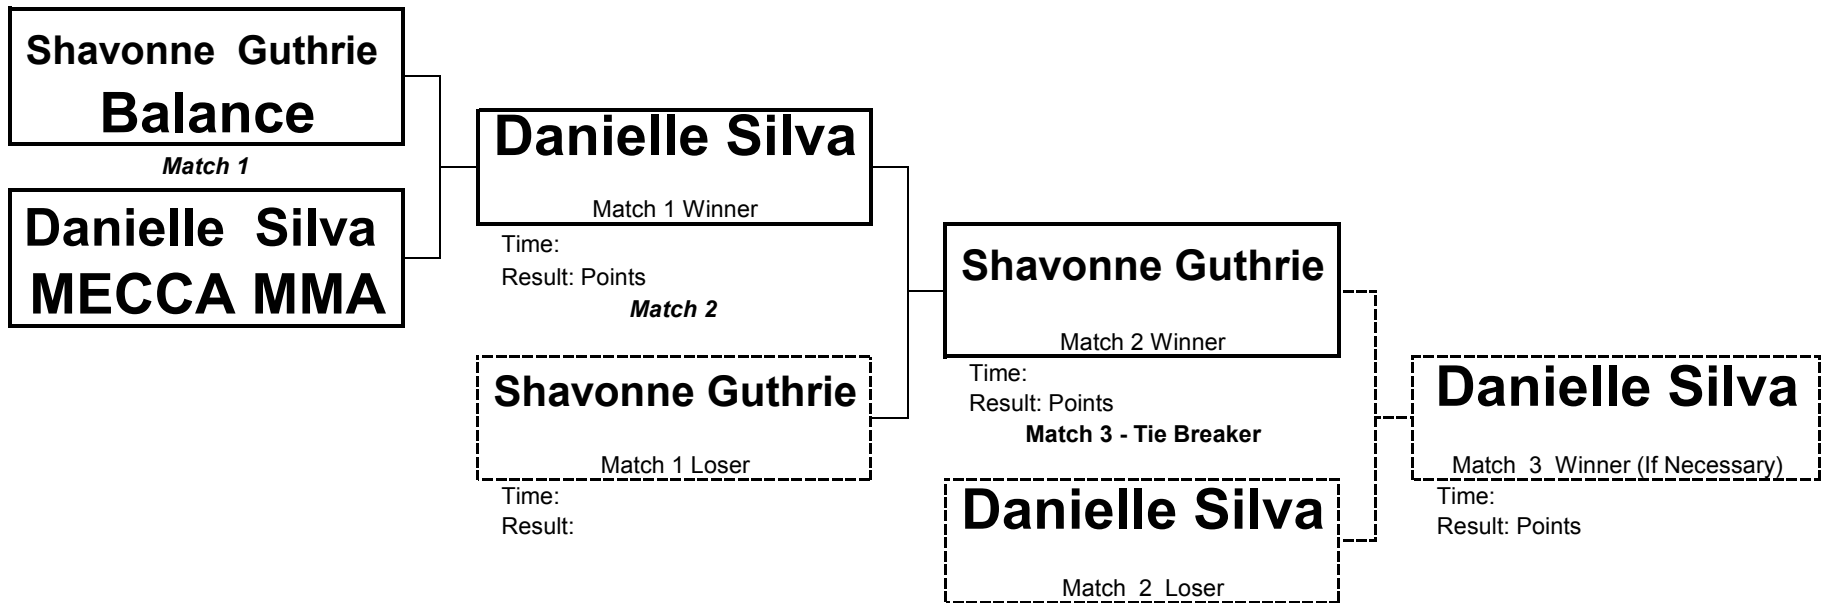 Shavonne Guthrie
Balance
Match 1
Danielle Silva
MECCA MMA
Danielle Silva
Match 1 Winner
Time:
Result: Points
Match 2
Shavonne Guthrie
Match 1 Loser
Time:
Result:
Shavonne Guthrie
Match 2 Winner
Time:
Result: Points
Match 3 - Tie Breaker
Danielle Silva
Match 2 Loser
Danielle Silva
Match 3 Winner (If Necessary)
Time:
Result: Points